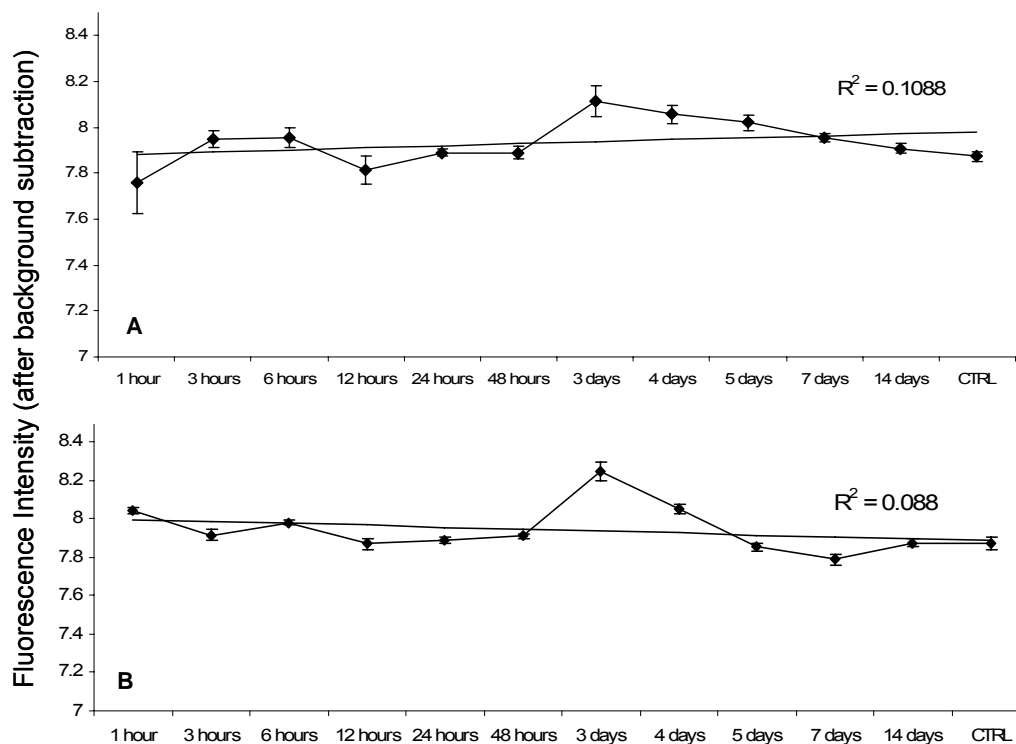 Fluorescence Intensity (after background subtraction)
8.4
8.2
8
7.8
7.6
7.4
7.2
7
R² = 0.1088
A
1 hour 3 hours 6 hours 12 hours 24 hours 48 hours 3 days 4 days 5 days 7 days 14 days CTRL
8.4
8.2
8
7.8
7.6
7.4
7.2
7
R² = 0.088
B
1 hour 3 hours 6 hours 12 hours 24 hours 48 hours 3 days 4 days 5 days 7 days 14 days CTRL